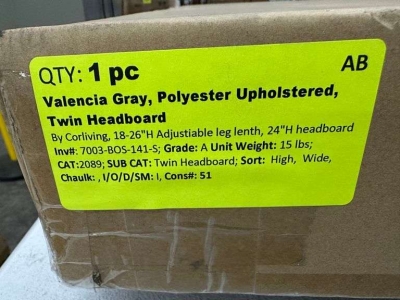 QTY: 1 pc AB
Valencia Gray, Polyester Upholstered,
Twin Headboard
By Corliving, 18-26"H Adjustiable leg lenth, 24"H headboard
Inv#: 7003-BOS-141-S; Grade: A Unit Weight: 15 lbs;
CAT:2089; SUB CAT: Twin Headboard; Sort: High, Wide,
Chaulk: , I/O/D/SM: I, Cons#: 51